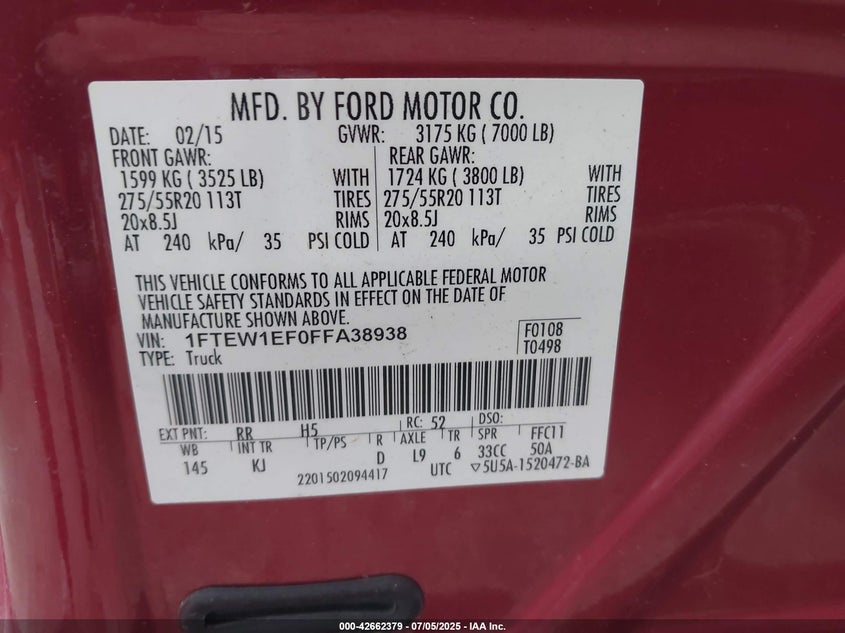 MFD. BY FORD MOTOR CO.
DATE: 02/15 GVWR: 3175 KG ( 7000 LB)
FRONT GAWR: REAR GAWR:
1599 KG ( 3525 LB) WITH 1724 KG ( 3800 LB) WITH
275/55R20 113T TIRES 275/55R20 113T TIRES
20x8.5J RIMS 20x8.5J RIMS
AT 240 kPa/ 35 PSI COLD AT 240 kPa/ 35 PSI COLD
THIS VEHICLE CONFORMS TO ALL APPLICABLE FEDERAL MOTOR
VEHICLE SAFETY STANDARDS IN EFFECT ON THE DATE OF
MANUFACTURE SHOWN ABOVE.
VIN: 1FTEW1EF0FFA38938 F0108
TYPE: Truck T0498
EXT PNT: RR H5 RC: 52 DSO:
WB INT TR TP/PS R AXLE TR SPR FFC11
145 KJ D L9 6 33CC 50A
2201502094417 UTC ▽5U5A-1520472-BA
000-42662379 / 07/05/2025 - IAA Inc.